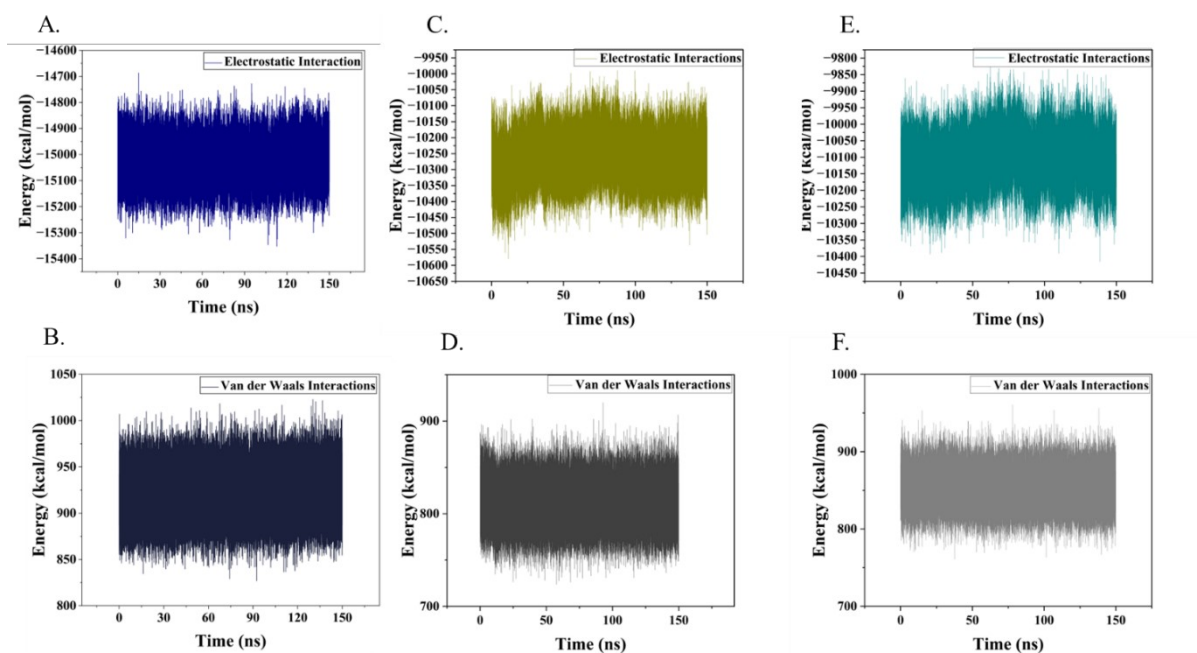 A.
−14600
−14700
−14800
−14900
−15000
−15100
−15200
−15300
−15400
Energy (kcal/mol)
Electrostatic Interaction
0 30 60 90 120 150
Time (ns)
C.
−9950
−10000
−10050
−10100
−10150
−10200
−10250
−10300
−10350
−10400
−10450
−10500
−10550
−10600
−10650
Energy (kcal/mol)
Electrostatic Interactions
0 50 100 150
Time (ns)
E.
−9800
−9850
−9900
−9950
−10000
−10050
−10100
−10150
−10200
−10250
−10300
−10350
−10400
−10450
Energy (kcal/mol)
Electrostatic Interactions
0 50 100 150
Time (ns)
B.
1050
1000
950
900
850
800
Energy (kcal/mol)
Van der Waals Interactions
0 30 60 90 120 150
Time (ns)
D.
900
800
700
Energy (kcal/mol)
Van der Waals Interactions
0 50 100 150
Time (ns)
F.
1000
900
800
700
Energy (kcal/mol)
Van der Waals Interactions
0 50 100 150
Time (ns)